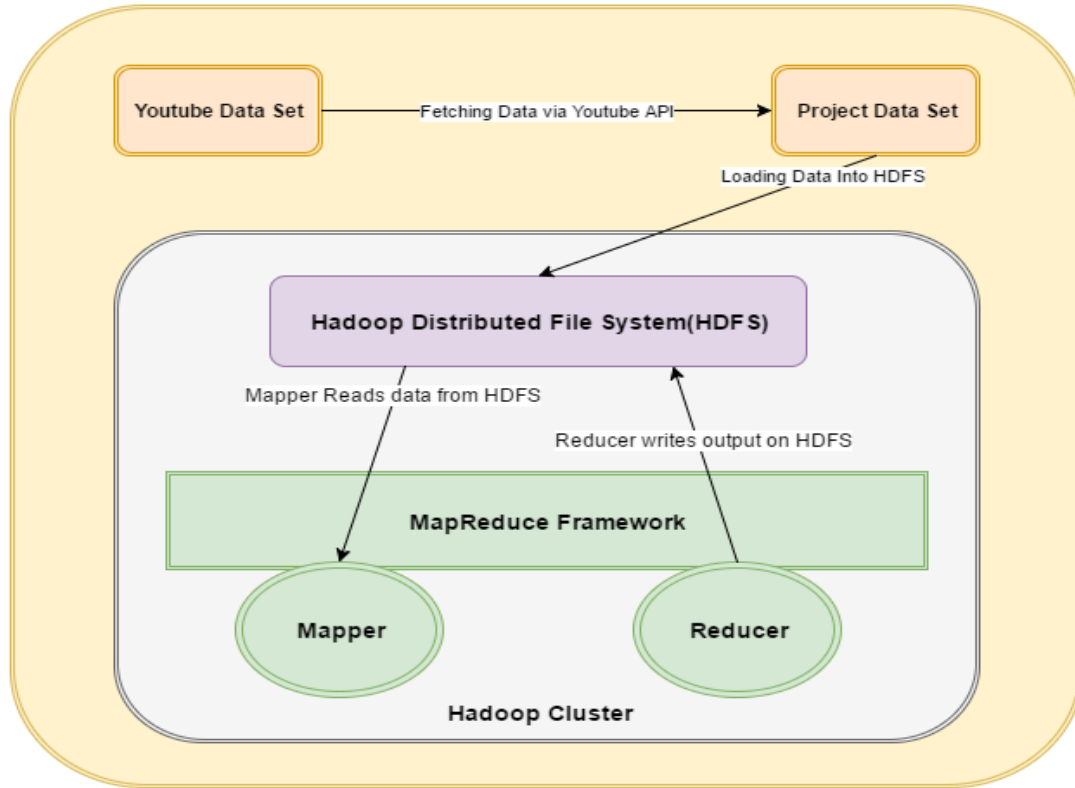 Youtube Data Set
Fetching Data via Youtube API
Project Data Set
Loading Data Into HDFS
Hadoop Distributed File System(HDFS)
Mapper Reads data from HDFS
Reducer writes output on HDFS
MapReduce Framework
Mapper
Reducer
Hadoop Cluster